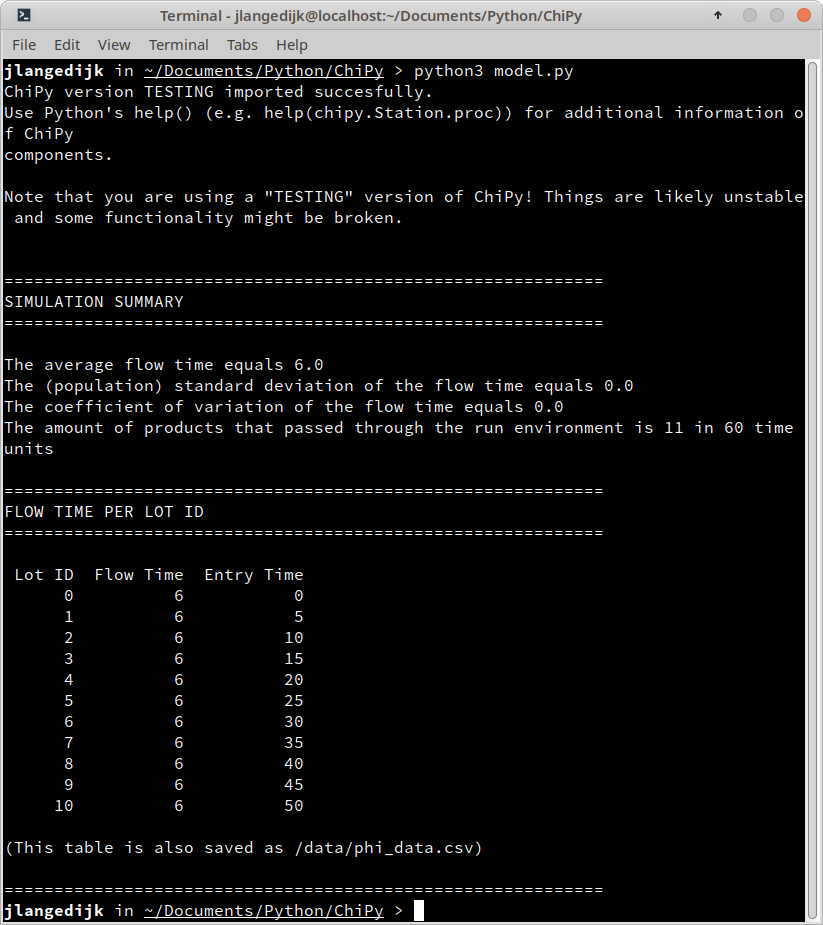 Terminal - jlangedijk@localhost:~/Documents/Python/ChiPy
File Edit View Terminal Tabs Help
jlangedijk in ~/Documents/Python/ChiPy > python3 model.py
ChiPy version TESTING imported succesfully.
Use Python's help() (e.g. help(chipy.Station.proc)) for additional information o
f ChiPy
components.

Note that you are using a "TESTING" version of ChiPy! Things are likely unstable
 and some functionality might be broken.

============================================================
SIMULATION SUMMARY
============================================================

The average flow time equals 6.0
The (population) standard deviation of the flow time equals 0.0
The coefficient of variation of the flow time equals 0.0
The amount of products that passed through the run environment is 11 in 60 time
units

============================================================
FLOW TIME PER LOT ID
============================================================

 Lot ID  Flow Time  Entry Time
      0          6           0
      1          6           5
      2          6          10
      3          6          15
      4          6          20
      5          6          25
      6          6          30
      7          6          35
      8          6          40
      9          6          45
     10          6          50

(This table is also saved as /data/phi_data.csv)

============================================================
jlangedijk in ~/Documents/Python/ChiPy >